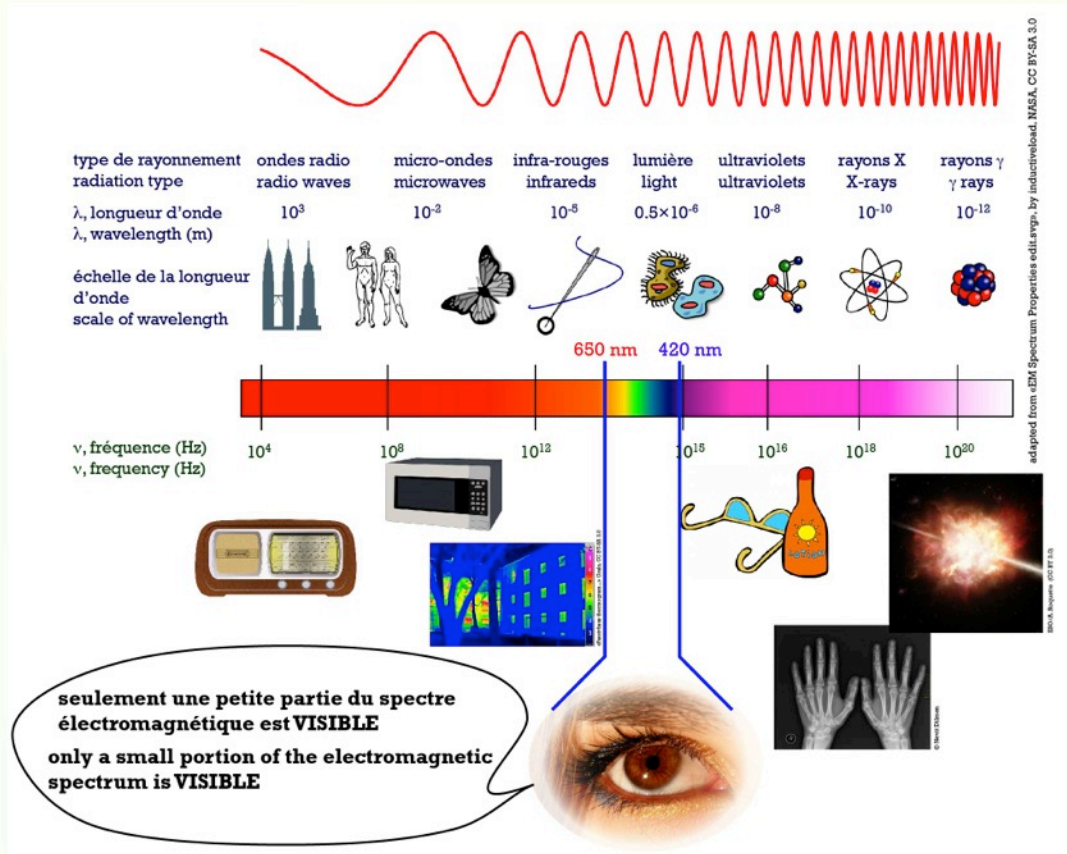 type de rayonnement
radiation type
ondes radio
radio waves
micro-ondes
microwaves
infra-rouges
infrareds
lumière
light
ultraviolets
ultraviolets
rayons X
X-rays
rayons γ
γ rays
λ, longueur d'onde
λ, wavelength (m)
10³
10⁻²
10⁻⁵
0.5×10⁻⁶
10⁻⁸
10⁻¹⁰
10⁻¹²
échelle de la longueur
d'onde
scale of wavelength
650 nm
420 nm
ν, fréquence (Hz)
ν, frequency (Hz)
10⁴
10⁸
10¹²
10¹⁵
10¹⁶
10¹⁸
10²⁰
LOTION
seulement une petite partie du spectre
électromagnétique est VISIBLE
only a small portion of the electromagnetic
spectrum is VISIBLE
adapted from «EM Spectrum Properties edit.svg», by inductiveload, NASA, CC BY-SA 3.0